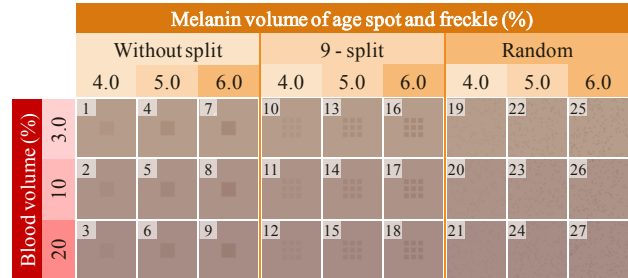 Melanin volume of age spot and freckle (%)
Without split 9 - split Random
4.0 5.0 6.0 4.0 5.0 6.0 4.0 5.0 6.0
Blood volume (%)
3.0 1 4 7 10 13 16 19 22 25
10 2 5 8 11 14 17 20 23 26
20 3 6 9 12 15 18 21 24 27